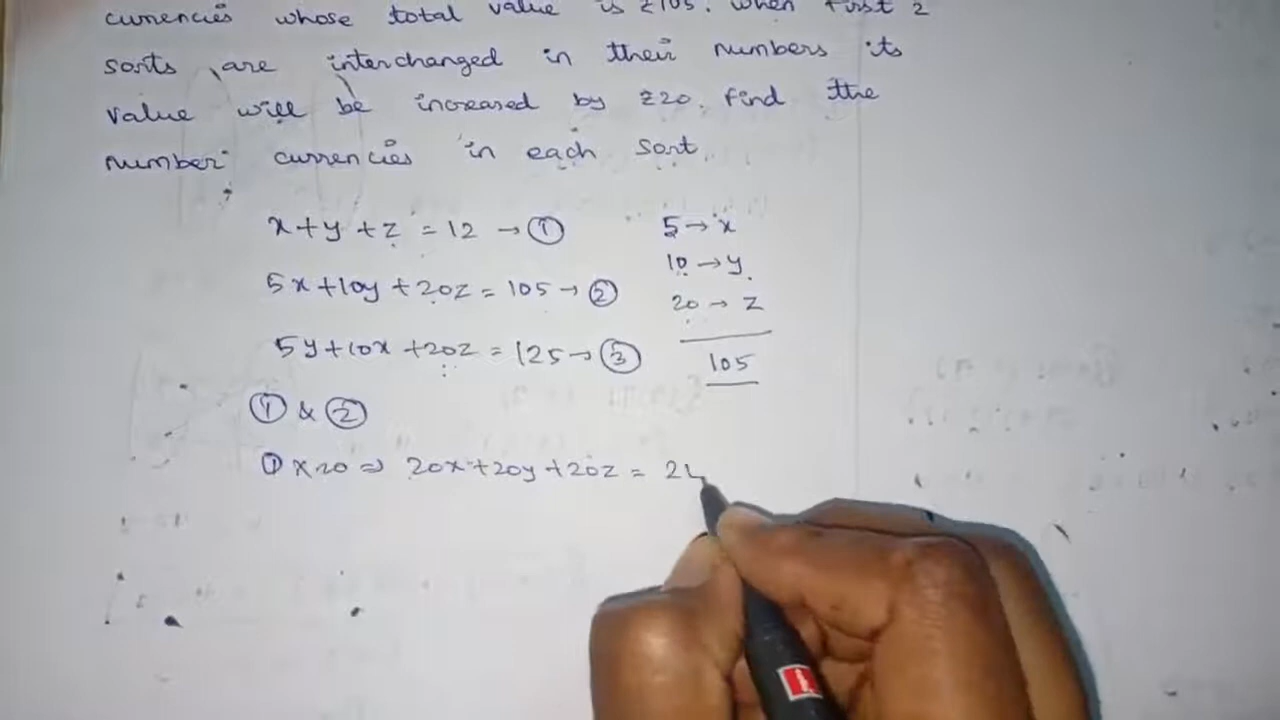 currencies whose total value is ₹105. When first 2
sorts are interchanged in their numbers its
value will be increased by ₹20. Find the
number currencies in each sort.
x+y+z = 12 → ① 5 → x
5x+10y+20z = 105 → ② 10 → y
20 → z
5y+10x+20z = 125 → ③ 105
① & ②
① x 20 ⇒ 20x+20y+20z = 24